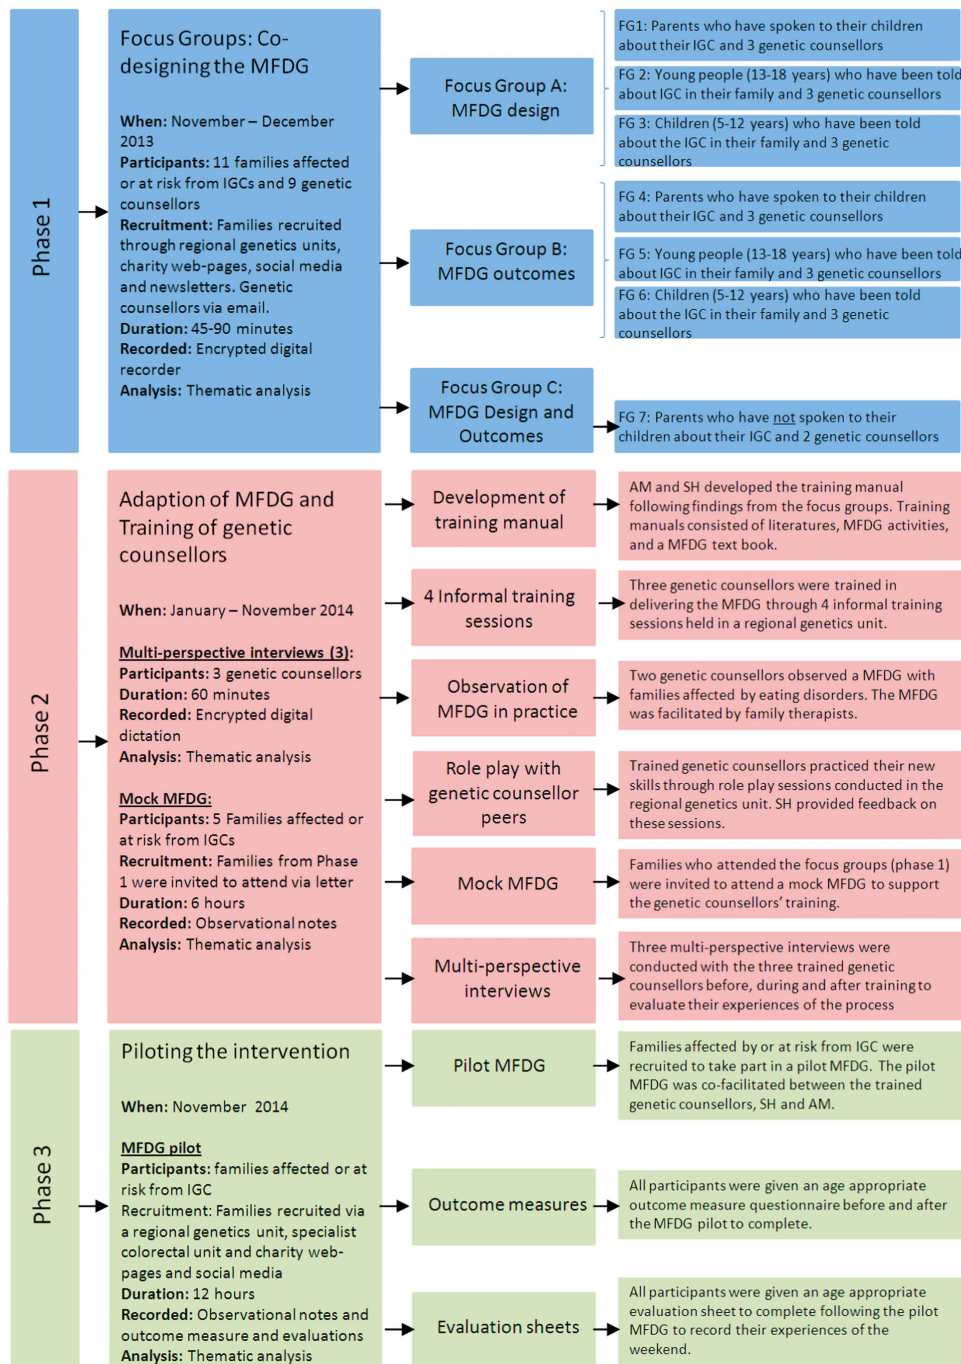 Phase 1
Focus Groups: Co-
designing the MFDG
When: November – December
2013
Participants: 11 families affected
or at risk from IGCs and 9 genetic
counsellors
Recruitment: Families recruited
through regional genetics units,
charity web-pages, social media
and newsletters. Genetic
counsellors via email.
Duration: 45-90 minutes
Recorded: Encrypted digital
recorder
Analysis: Thematic analysis
Focus Group A:
MFDG design
FG1: Parents who have spoken to their children
about their IGC and 3 genetic counsellors
FG 2: Young people (13-18 years) who have been told
about IGC in their family and 3 genetic counsellors
FG 3: Children (5-12 years) who have been told
about the IGC in their family and 3 genetic
counsellors
Focus Group B:
MFDG outcomes
FG 4: Parents who have spoken to their children
about their IGC and 3 genetic counsellors
FG 5: Young people (13-18 years) who have been told
about IGC in their family and 3 genetic counsellors
FG 6: Children (5-12 years) who have been told
about the IGC in their family and 3 genetic
counsellors
Focus Group C:
MFDG Design and
Outcomes
FG 7: Parents who have not spoken to their
children about their IGC and 2 genetic counsellors
Phase 2
Adaption of MFDG and
Training of genetic
counsellors
When: January – November 2014
Multi-perspective interviews (3):
Participants: 3 genetic counsellors
Duration: 60 minutes
Recorded: Encrypted digital
dictation
Analysis: Thematic analysis
Mock MFDG:
Participants: 5 Families affected or
at risk from IGCs
Recruitment: Families from Phase
1 were invited to attend via letter
Duration: 6 hours
Recorded: Observational notes
Analysis: Thematic analysis
Development of
training manual
AM and SH developed the training manual
following findings from the focus groups. Training
manuals consisted of literatures, MFDG activities,
and a MFDG text book.
4 Informal training
sessions
Three genetic counsellors were trained in
delivering the MFDG through 4 informal training
sessions held in a regional genetics unit.
Observation of
MFDG in practice
Two genetic counsellors observed a MFDG with
families affected by eating disorders. The MFDG
was facilitated by family therapists.
Role play with
genetic counsellor
peers
Trained genetic counsellors practiced their new
skills through role play sessions conducted in the
regional genetics unit. SH provided feedback on
these sessions.
Mock MFDG
Families who attended the focus groups (phase 1)
were invited to attend a mock MFDG to support
the genetic counsellors' training.
Multi-perspective
interviews
Three multi-perspective interviews were
conducted with the three trained genetic
counsellors before, during and after training to
evaluate their experiences of the process
Phase 3
Piloting the intervention
When: November 2014
MFDG pilot
Participants: families affected or at
risk from IGC
Recruitment: Families recruited via
a regional genetics unit, specialist
colorectal unit and charity web-
pages and social media
Duration: 12 hours
Recorded: Observational notes and
outcome measure and evaluations
Analysis: Thematic analysis
Pilot MFDG
Families affected by or at risk from IGC were
recruited to take part in a pilot MFDG. The pilot
MFDG was co-facilitated between the trained
genetic counsellors, SH and AM.
Outcome measures
All participants were given an age appropriate
outcome measure questionnaire before and after
the MFDG pilot to complete.
Evaluation sheets
All participants were given an age appropriate
evaluation sheet to complete following the pilot
MFDG to record their experiences of the
weekend.